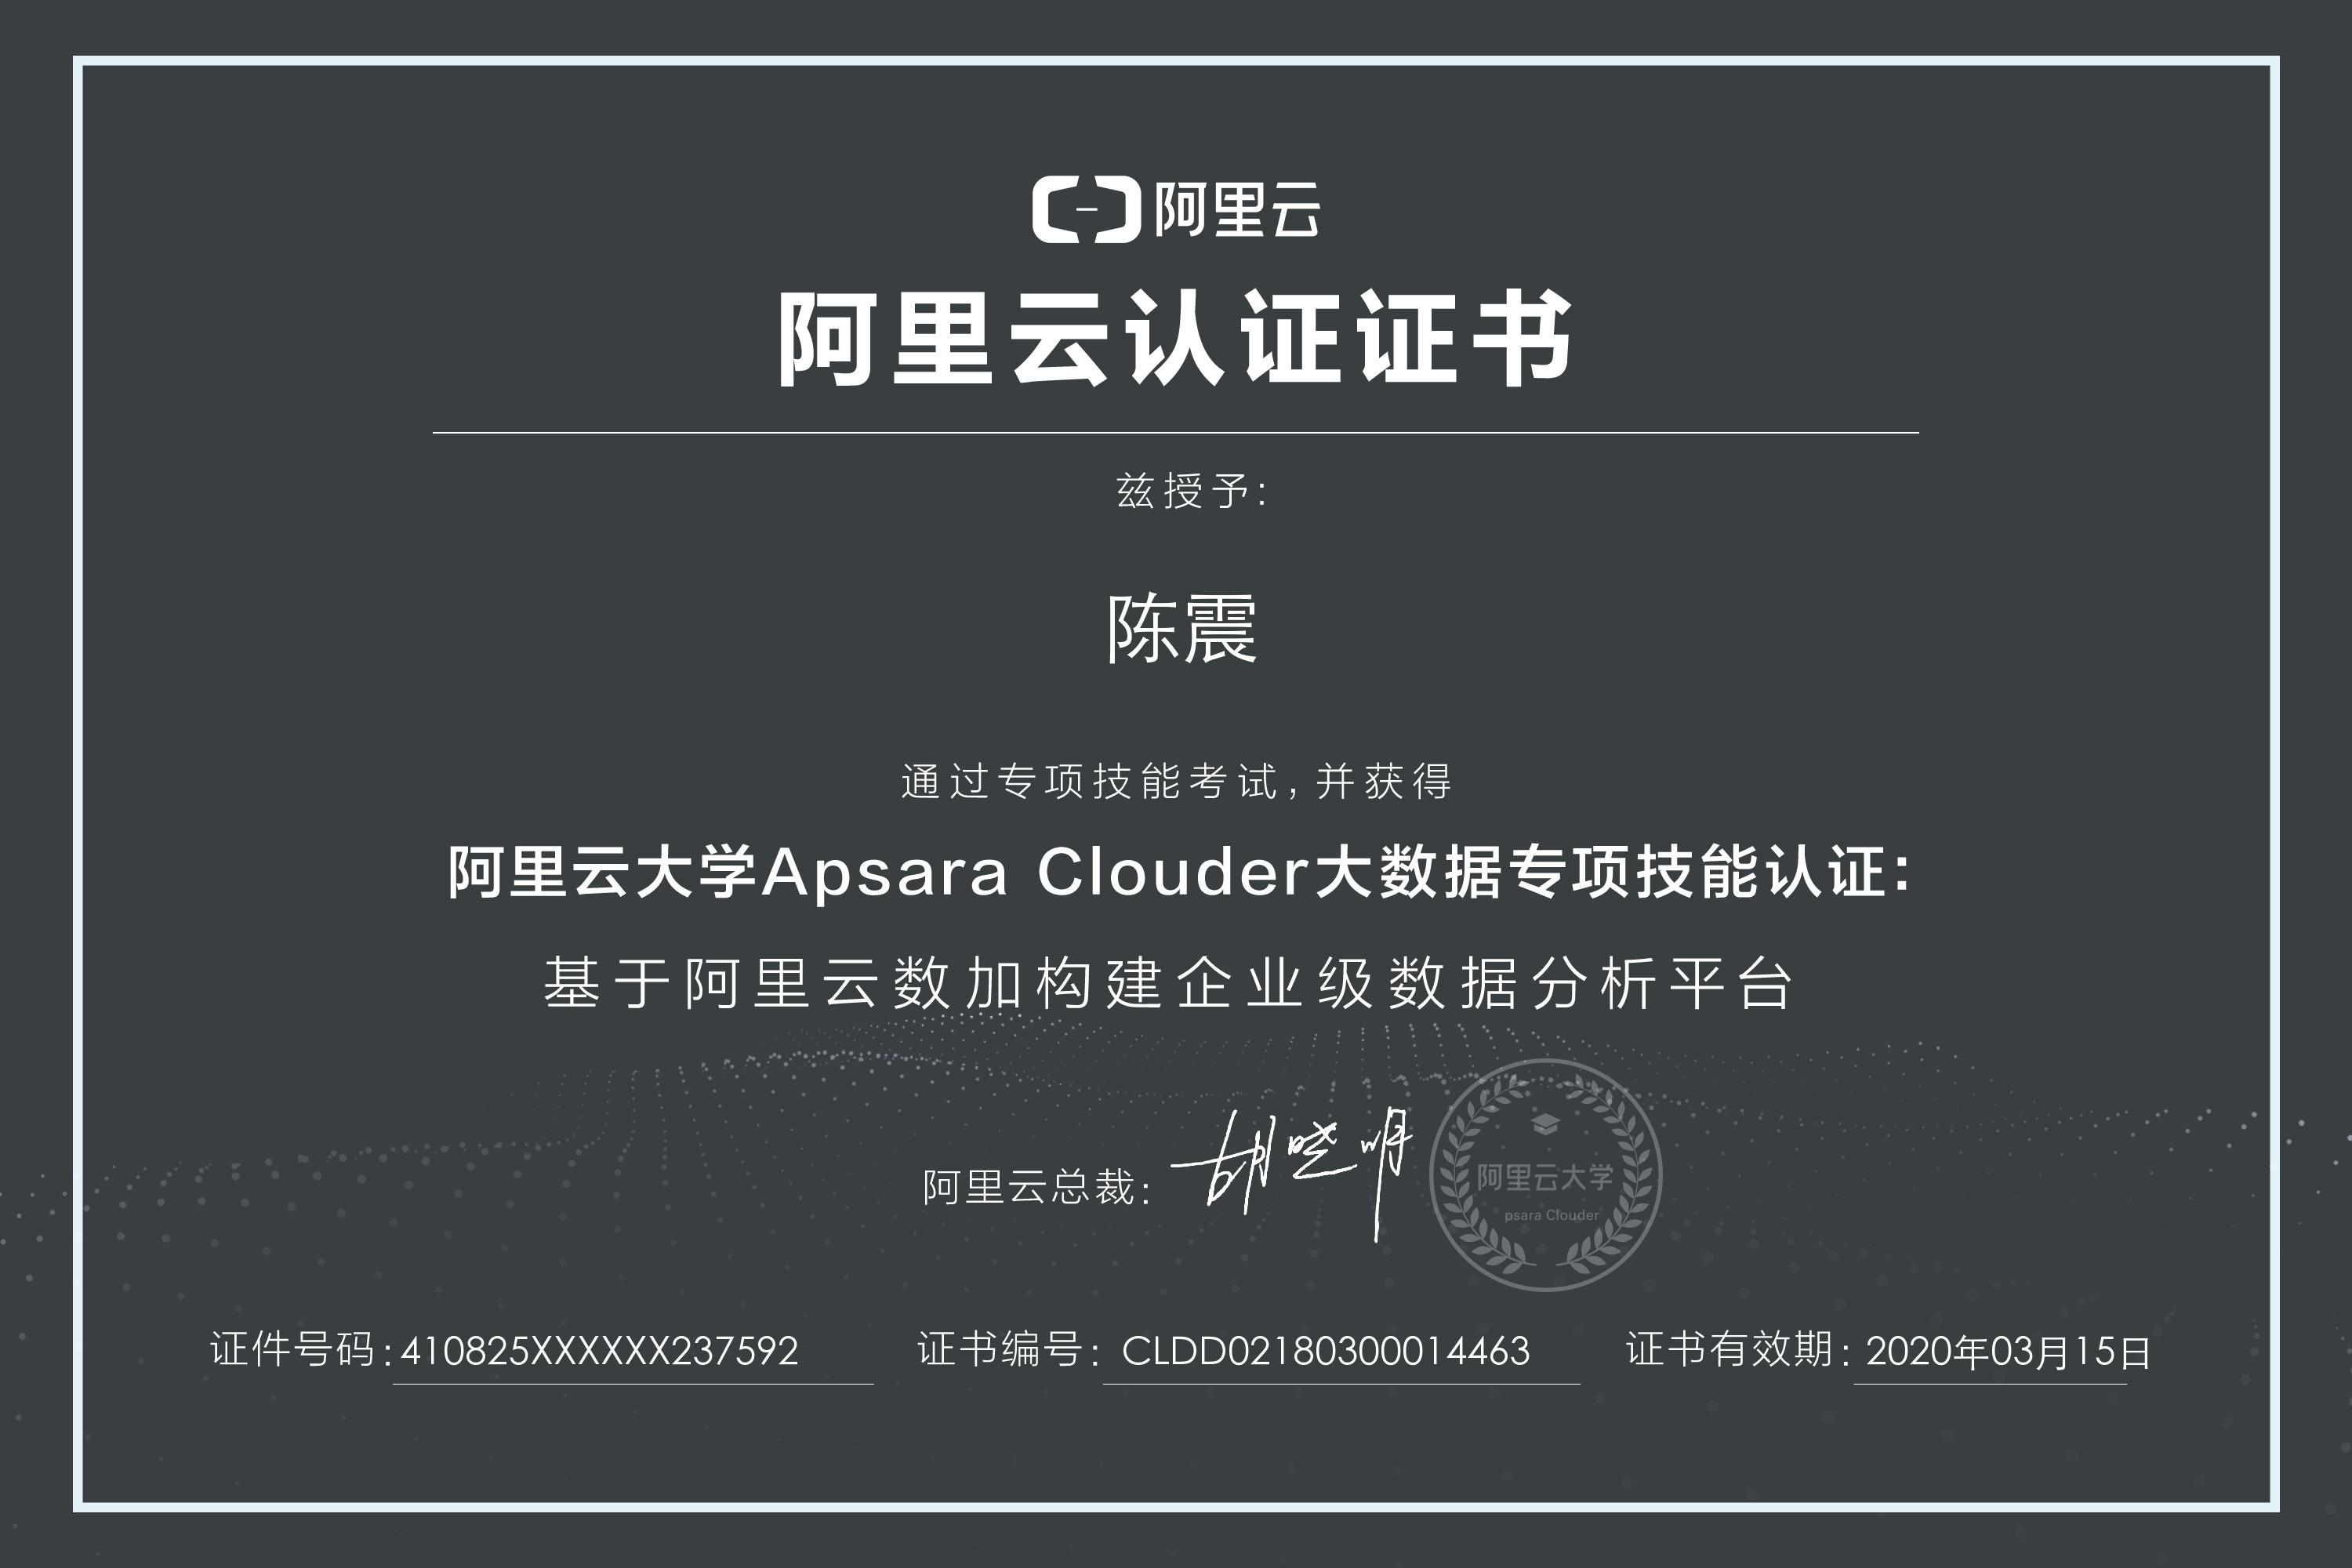 阿里云
阿里云认证证书
兹授予：
陈震
通过专项技能考试，并获得
阿里云大学Apsara Clouder大数据专项技能认证：
基于阿里云数加构建企业级数据分析平台
阿里云总裁：胡晓明
阿里云大学
psara Clouder
证件号码：410825XXXXXXX237592
证书编号：CLDD02180300014463
证书有效期：2020年03月15日